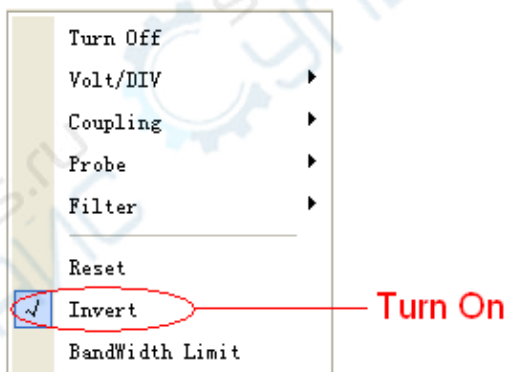 Turn Off
Volt/DIV
Coupling
Probe
Filter
Reset
√ Invert
Turn On
BandWidth Limit